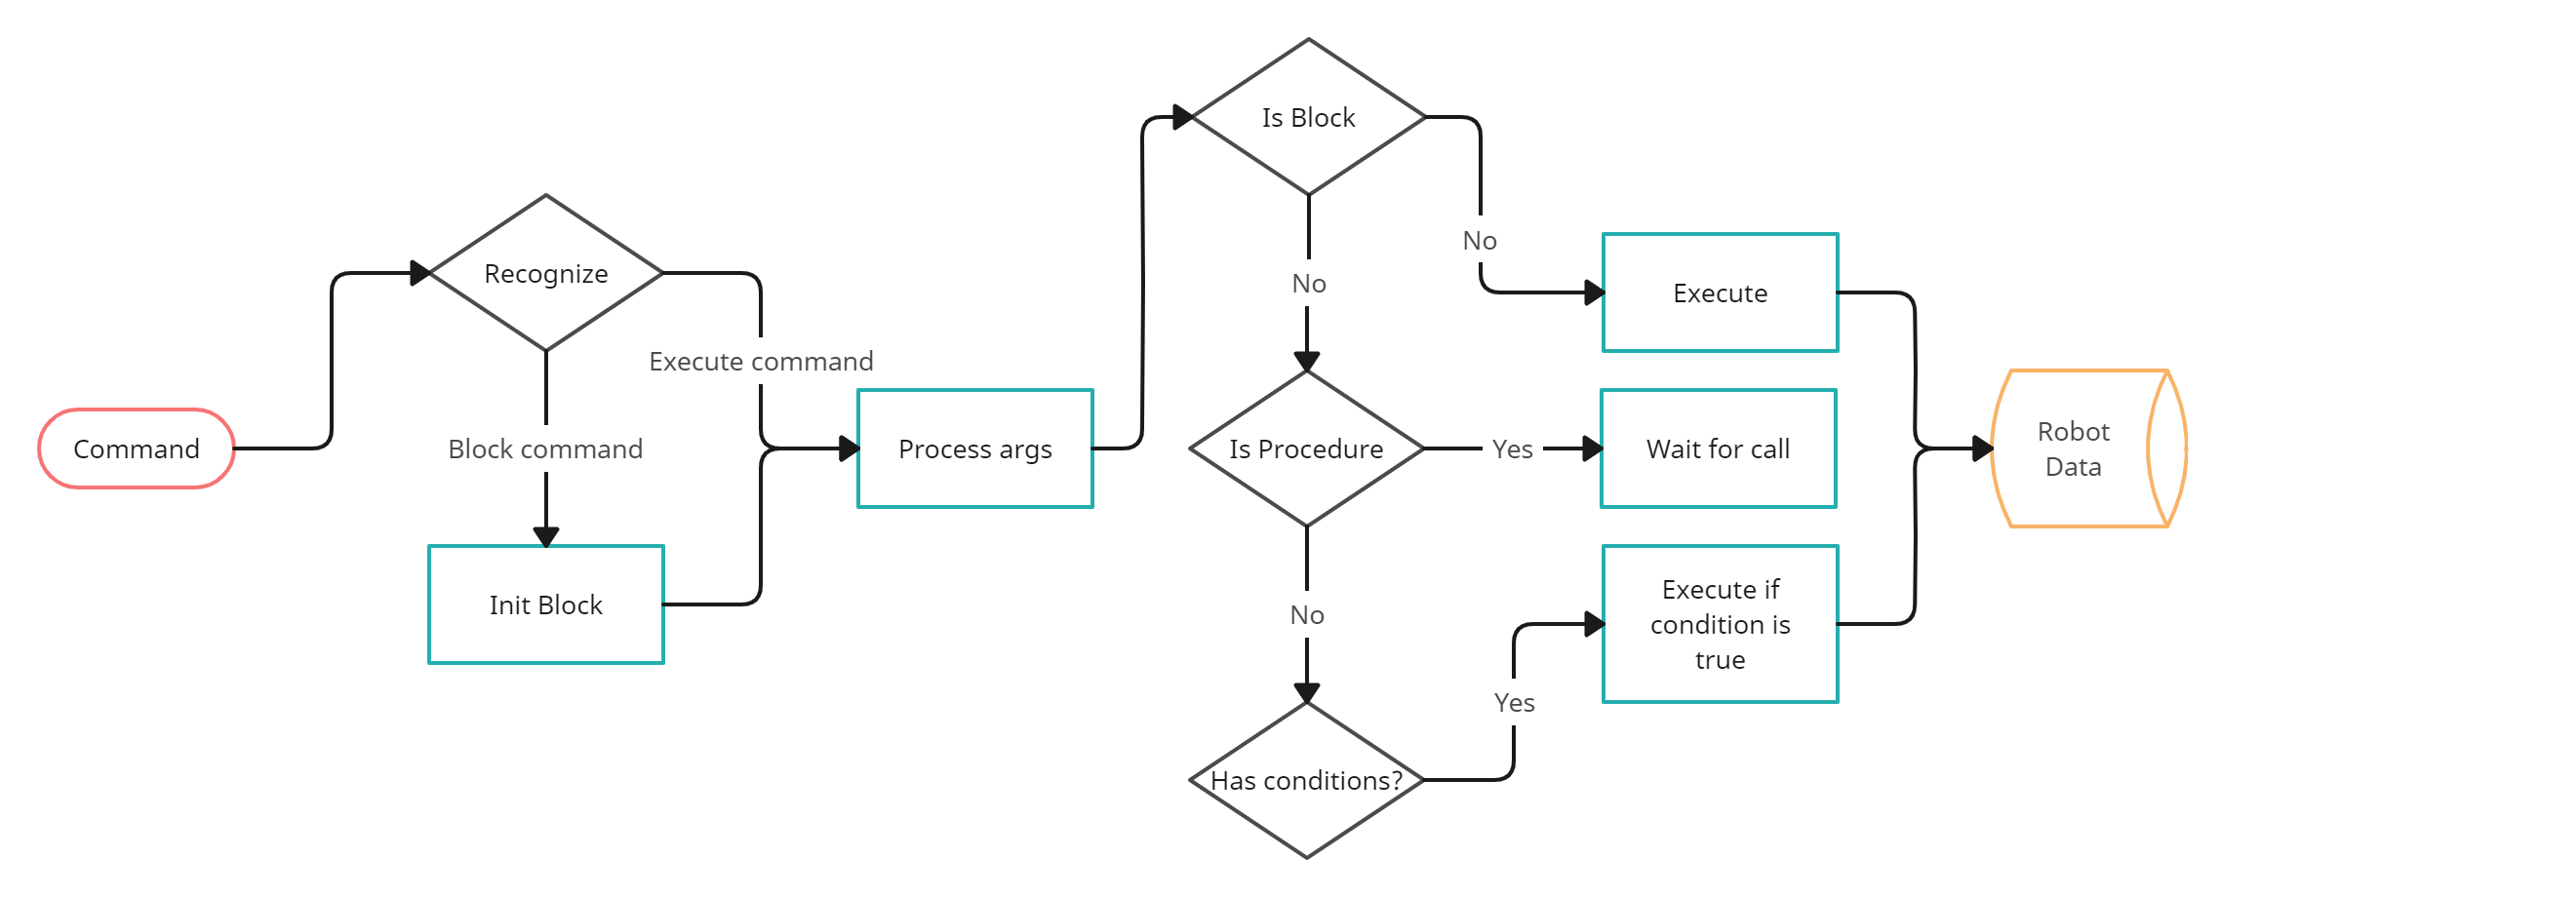 Command
Recognize
Execute command
Block command
Init Block
Process args
Is Block
No
No
Is Procedure
Yes
No
Has conditions?
Yes
Execute
Wait for call
Execute if
condition is
true
Robot
Data